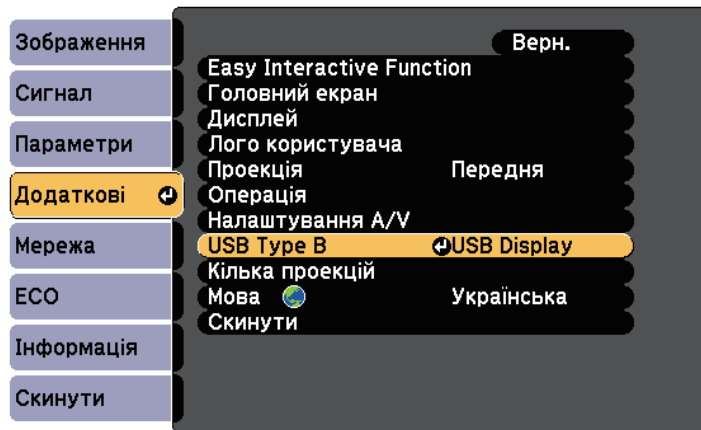 Зображення
Сигнал
Параметри
Додаткові
Мережа
ECO
Інформація
Скинути
Верн.
Easy Interactive Function
Головний екран
Дисплей
Лого користувача
Проекція Передня
Операція
Налаштування A/V
USB Type B USB Display
Кілька проекцій
Мова Українська
Скинути